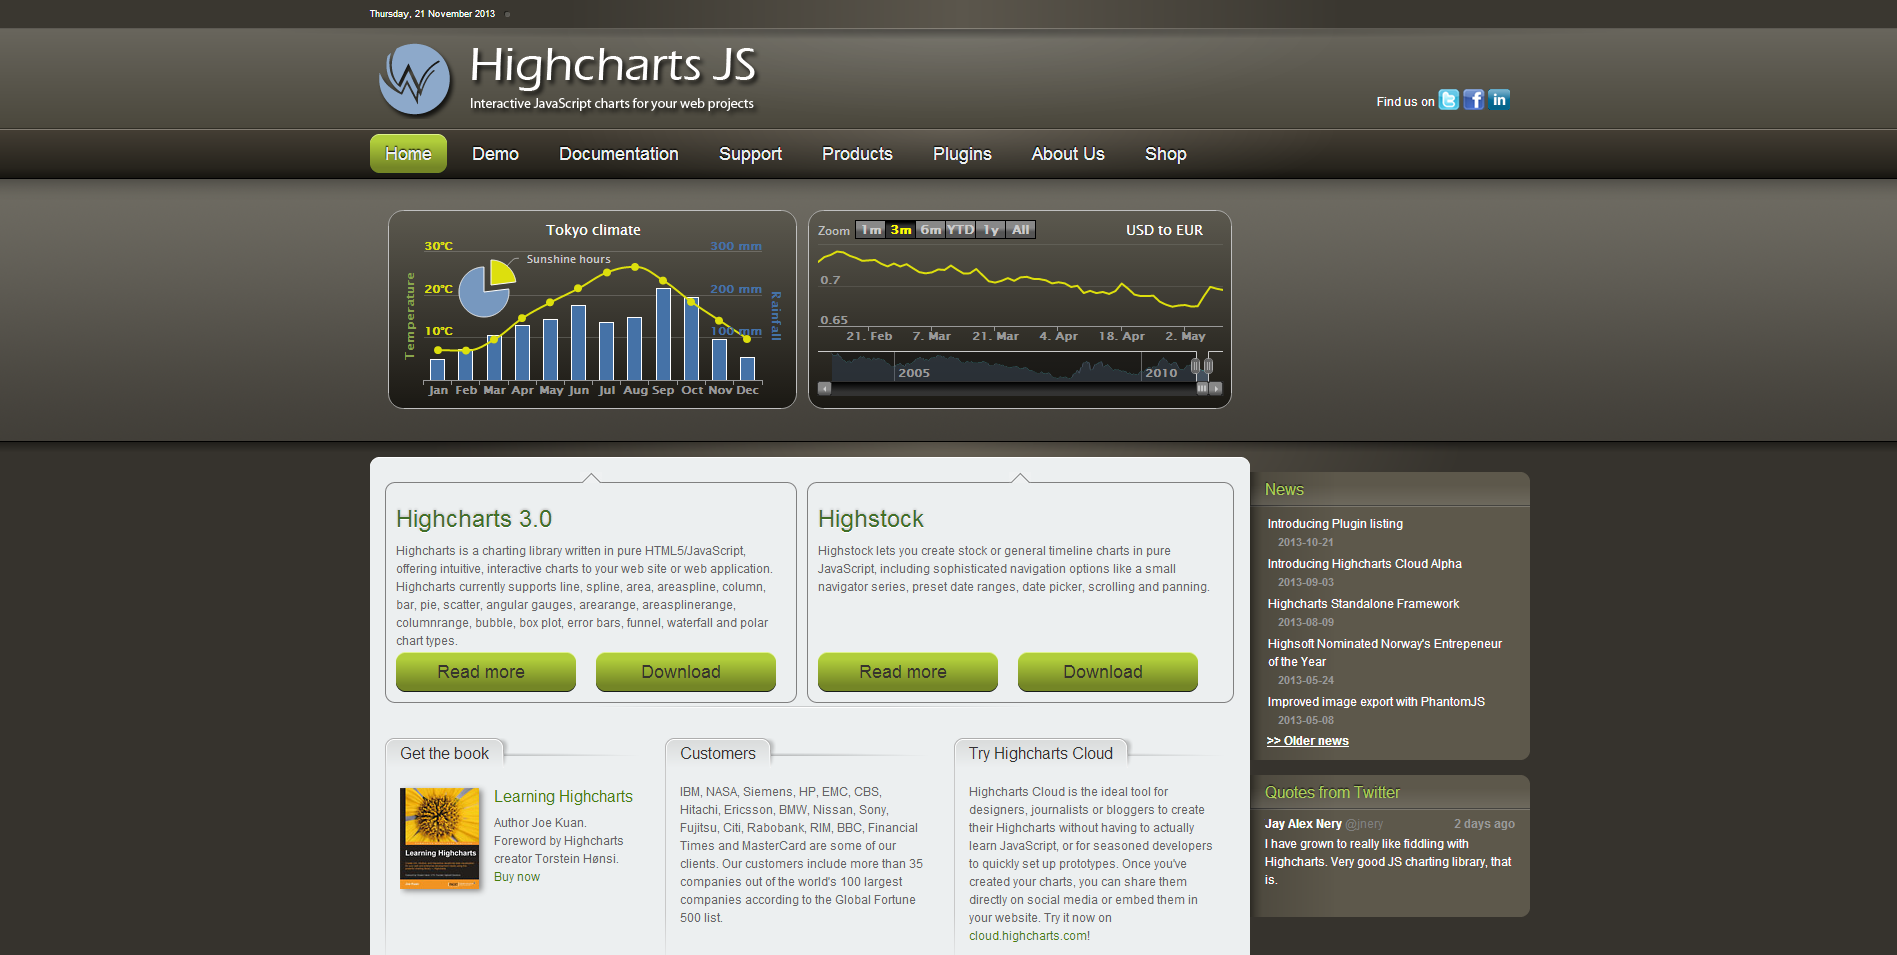 Thursday, 21 November 2013
Highcharts JS
Interactive JavaScript charts for your web projects
Find us on
Home
Demo
Documentation
Support
Products
Plugins
About Us
Shop
Tokyo climate
30°C
300 mm
Sunshine hours
20°C
200 mm
10°C
100 mm
Temperature
Rainfall
Jan Feb Mar Apr May Jun Jul Aug Sep Oct Nov Dec
Zoom 1m 3m 6m YTD 1y All
USD to EUR
0.7
0.65
21. Feb 7. Mar 21. Mar 4. Apr 18. Apr 2. May
2005 2010
Highcharts 3.0
Highcharts is a charting library written in pure HTML5/JavaScript,
offering intuitive, interactive charts to your web site or web application.
Highcharts currently supports line, spline, area, areaspline, column,
bar, pie, scatter, angular gauges, arearange, areasplinerange,
columnrange, bubble, box plot, error bars, funnel, waterfall and polar
chart types.
Read more
Download
Highstock
Highstock lets you create stock or general timeline charts in pure
JavaScript, including sophisticated navigation options like a small
navigator series, preset date ranges, date picker, scrolling and panning.
Read more
Download
Get the book
Learning Highcharts
Learning Highcharts
Author Joe Kuan.
Foreword by Highcharts
creator Torstein Hønsi.
Buy now
Customers
IBM, NASA, Siemens, HP, EMC, CBS,
Hitachi, Ericsson, BMW, Nissan, Sony,
Fujitsu, Citi, Rabobank, RIM, BBC, Financial
Times and MasterCard are some of our
clients. Our customers include more than 35
companies out of the world's 100 largest
companies according to the Global Fortune
500 list.
Try Highcharts Cloud
Highcharts Cloud is the ideal tool for
designers, journalists or bloggers to create
their Highcharts without having to actually
learn JavaScript, or for seasoned developers
to quickly set up prototypes. Once you've
created your charts, you can share them
directly on social media or embed them in
your website. Try it now on
cloud.highcharts.com!
News
Introducing Plugin listing
2013-10-21
Introducing Highcharts Cloud Alpha
2013-09-03
Highcharts Standalone Framework
2013-08-09
Highsoft Nominated Norway's Entrepeneur
of the Year
2013-05-24
Improved image export with PhantomJS
2013-05-08
>> Older news
Quotes from Twitter
Jay Alex Nery @jnery 2 days ago
I have grown to really like fiddling with
Highcharts. Very good JS charting library, that
is.